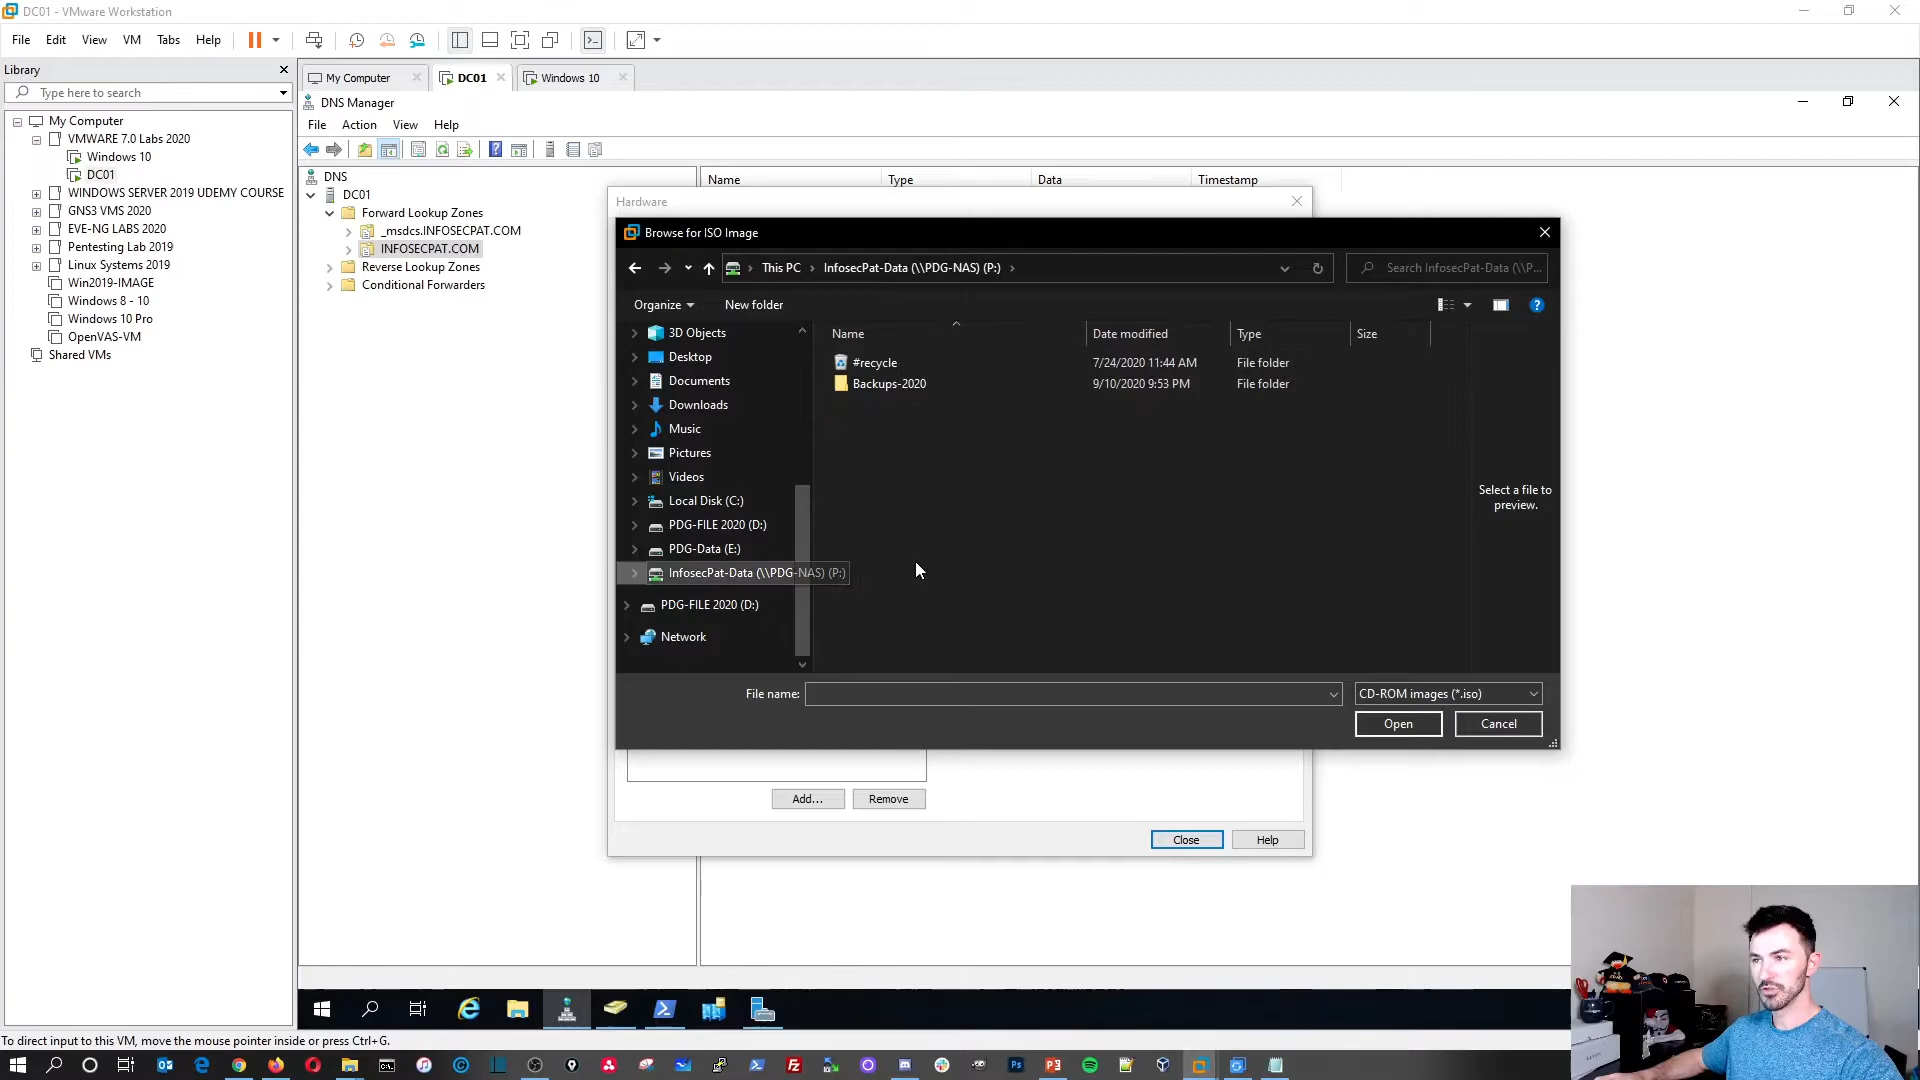 DC01 - VMware Workstation
File Edit View VM Tabs Help
Library
Type here to search
My Computer
VMWARE 7.0 Labs 2020
Windows 10
DC01
WINDOWS SERVER 2019 UDEMY COURSE
GNS3 VMS 2020
EVE-NG LABS 2020
Pentesting Lab 2019
Linux Systems 2019
Win2019-IMAGE
Windows 8 - 10
Windows 10 Pro
OpenVAS-VM
Shared VMs
My Computer DC01 Windows 10
DNS Manager
File Action View Help
DNS
DC01
Forward Lookup Zones
_msdcs.INFOSECPAT.COM
INFOSECPAT.COM
Reverse Lookup Zones
Conditional Forwarders
Name Type Data Timestamp
Hardware
Browse for ISO Image
This PC InfosecPat-Data (\\PDG-NAS) (P:) Search InfosecPat-Data (\\P...
Organize New folder
3D Objects
Desktop
Documents
Downloads
Music
Pictures
Videos
Local Disk (C:)
PDG-FILE 2020 (D:)
PDG-Data (E:)
InfosecPat-Data (\\PDG-NAS) (P:)
PDG-FILE 2020 (D:)
Network
Name Date modified Type Size
#recycle 7/24/2020 11:44 AM File folder
Backups-2020 9/10/2020 9:53 PM File folder
Select a file to
preview.
File name: CD-ROM images (*.iso)
Open Cancel
Add... Remove
Close Help
To direct input to this VM, move the mouse pointer inside or press Ctrl+G.